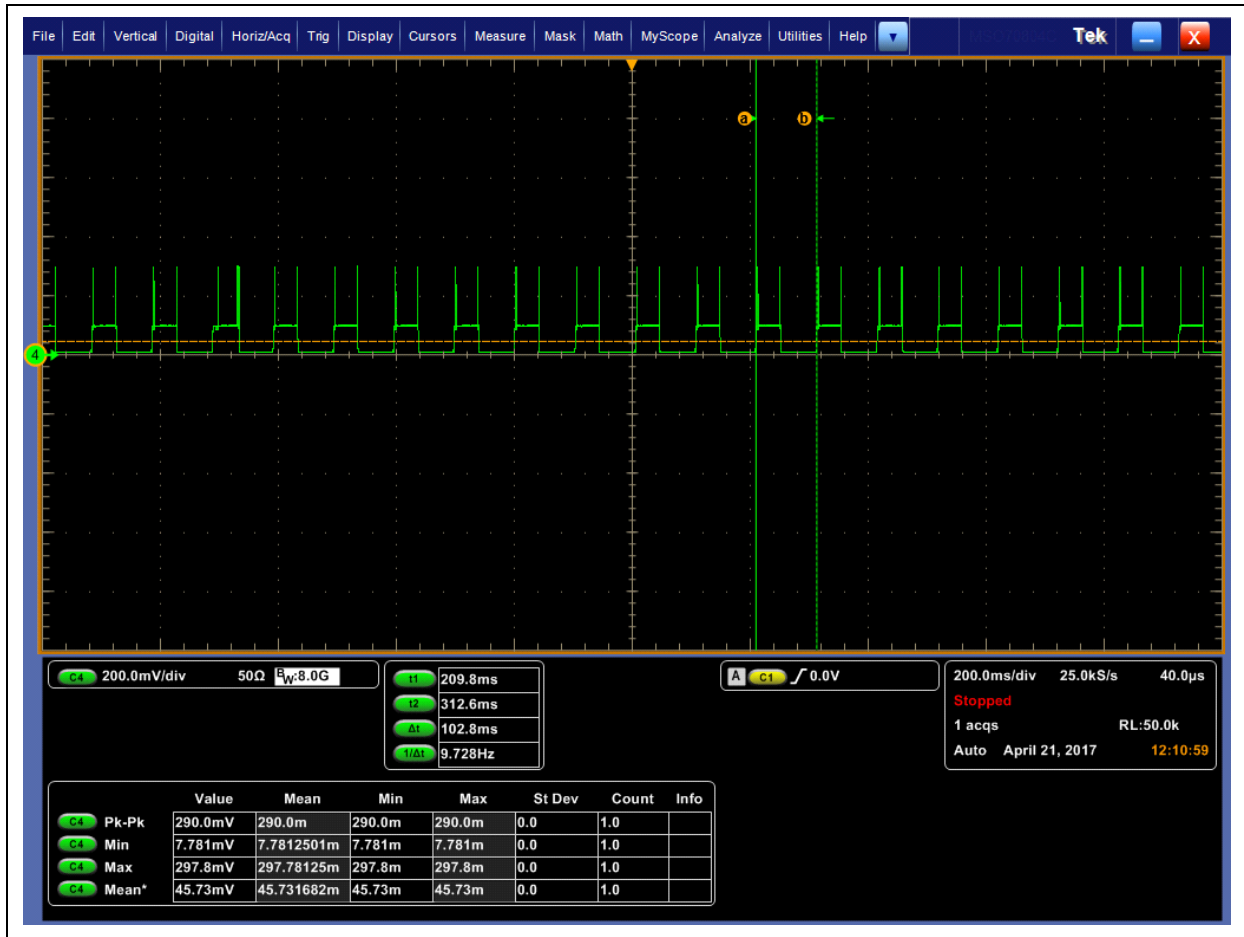 File Edit Vertical Digital Horiz/Acq Trig Display Cursors Measure Mask Math MyScope Analyze Utilities Help Tek X
a b
4
C4 200.0mV/div 50Ω BW:8.0G
t1 209.8ms
t2 312.6ms
Δt 102.8ms
1/Δt 9.728Hz
A C1 0.0V
200.0ms/div 25.0kS/s 40.0µs
Stopped
1 acqs RL:50.0k
Auto April 21, 2017 12:10:59
Value Mean Min Max St Dev Count Info
C4 Pk-Pk 290.0mV 290.0m 290.0m 290.0m 0.0 1.0
C4 Min 7.781mV 7.7812501m 7.781m 7.781m 0.0 1.0
C4 Max 297.8mV 297.78125m 297.8m 297.8m 0.0 1.0
C4 Mean* 45.73mV 45.731682m 45.73m 45.73m 0.0 1.0